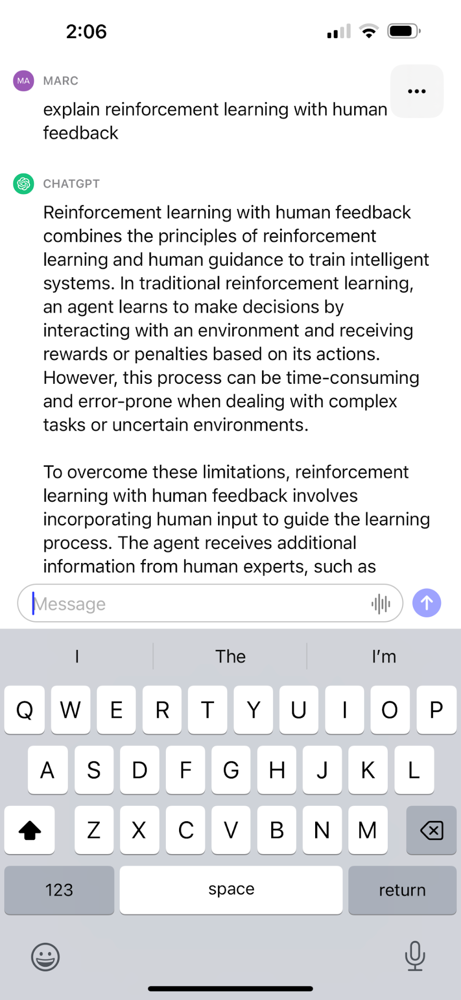 2:06
MA MARC
explain reinforcement learning with human
feedback
CHATGPT
Reinforcement learning with human feedback
combines the principles of reinforcement
learning and human guidance to train intelligent
systems. In traditional reinforcement learning,
an agent learns to make decisions by
interacting with an environment and receiving
rewards or penalties based on its actions.
However, this process can be time-consuming
and error-prone when dealing with complex
tasks or uncertain environments.
To overcome these limitations, reinforcement
learning with human feedback involves
incorporating human input to guide the learning
process. The agent receives additional
information from human experts, such as
Message
I The I’m
Q W E R T Y U I O P
A S D F G H J K L
Z X C V B N M
123 space return